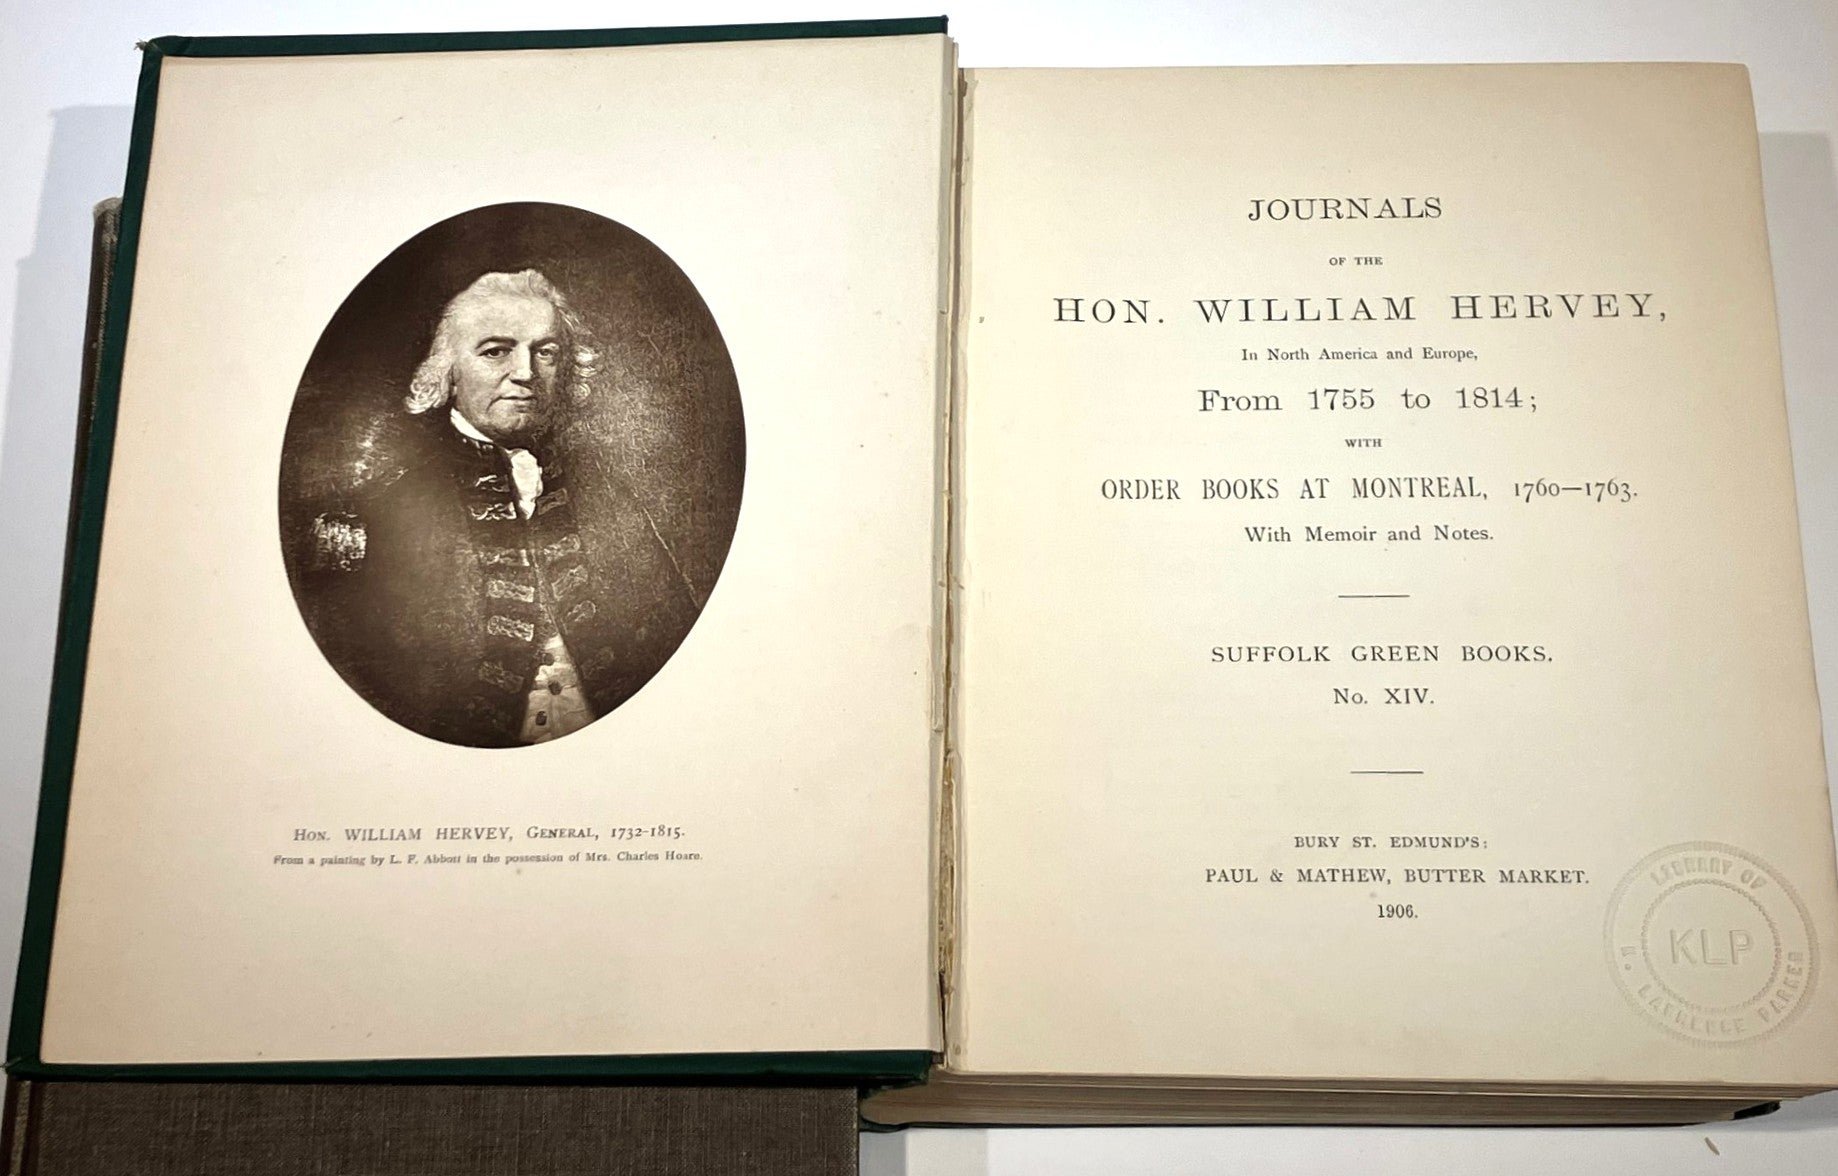 HON. WILLIAM HERVEY, GENERAL, 1732-1815.
From a painting by L. F. Abbott in the possession of Mrs. Charles Hoare.
JOURNALS
OF THE
HON. WILLIAM HERVEY,
In North America and Europe,
From 1755 to 1814;
WITH
ORDER BOOKS AT MONTREAL, 1760—1763.
With Memoir and Notes.
SUFFOLK GREEN BOOKS.
No. XIV.
BURY ST. EDMUND'S:
PAUL & MATHEW, BUTTER MARKET.
1906.
LIBRARY OF
KLP
K. LAWRENCE PARKER